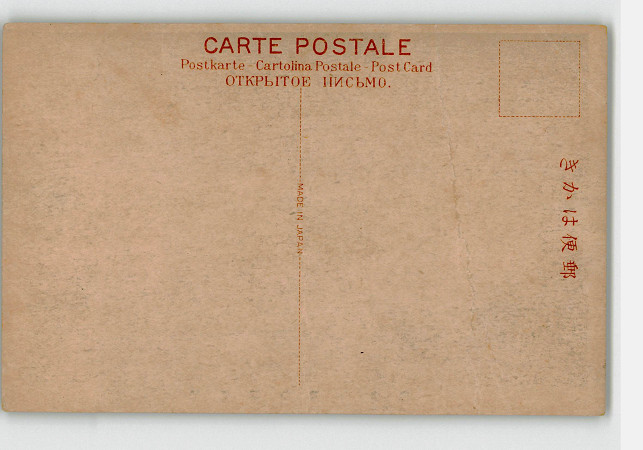 CARTE POSTALE
Postkarte - Cartolina Postale - Post Card
ОТКРЫТОЕ ПИСЬМО.
MADE IN JAPAN
きかは便郵